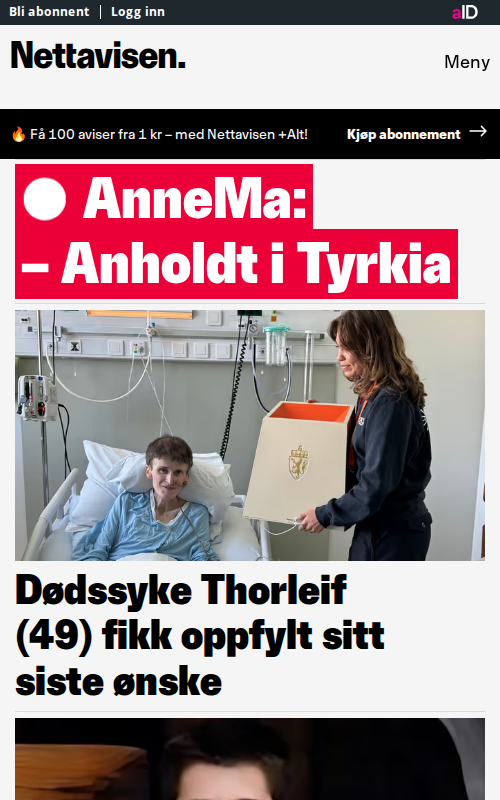 Bli abonnent | Logg inn
aID
Nettavisen.
Meny
Få 100 aviser fra 1 kr – med Nettavisen +Alt!
Kjøp abonnement →
AnneMa:
– Anholdt i Tyrkia
Dødssyke Thorleif
(49) fikk oppfylt sitt
siste ønske